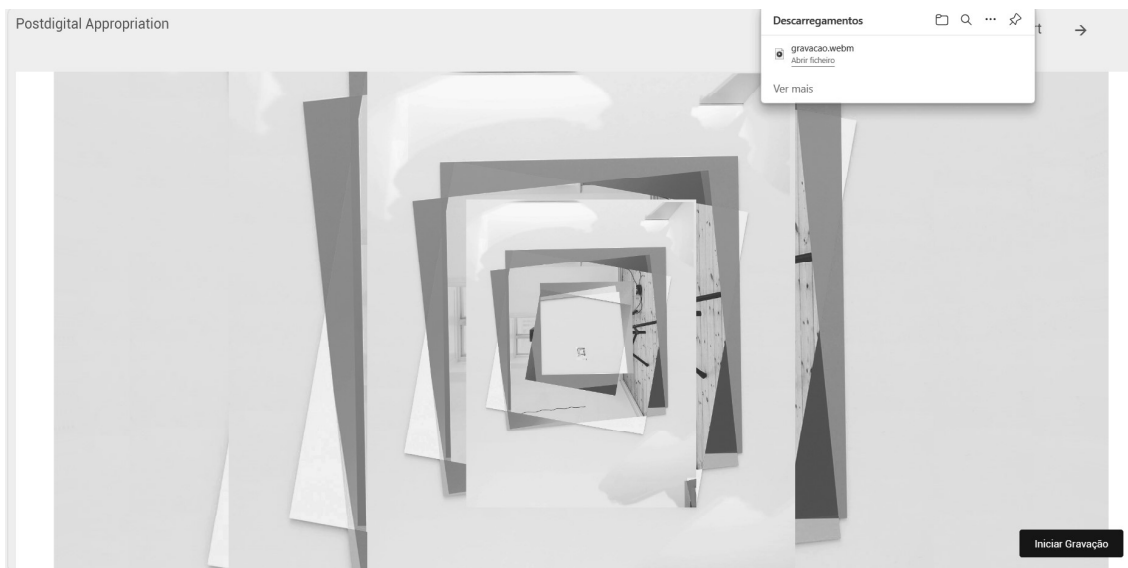 Postdigital Appropriation
Descarregamentos
gravacao.webm
Abrir ficheiro
Ver mais
Iniciar Gravação